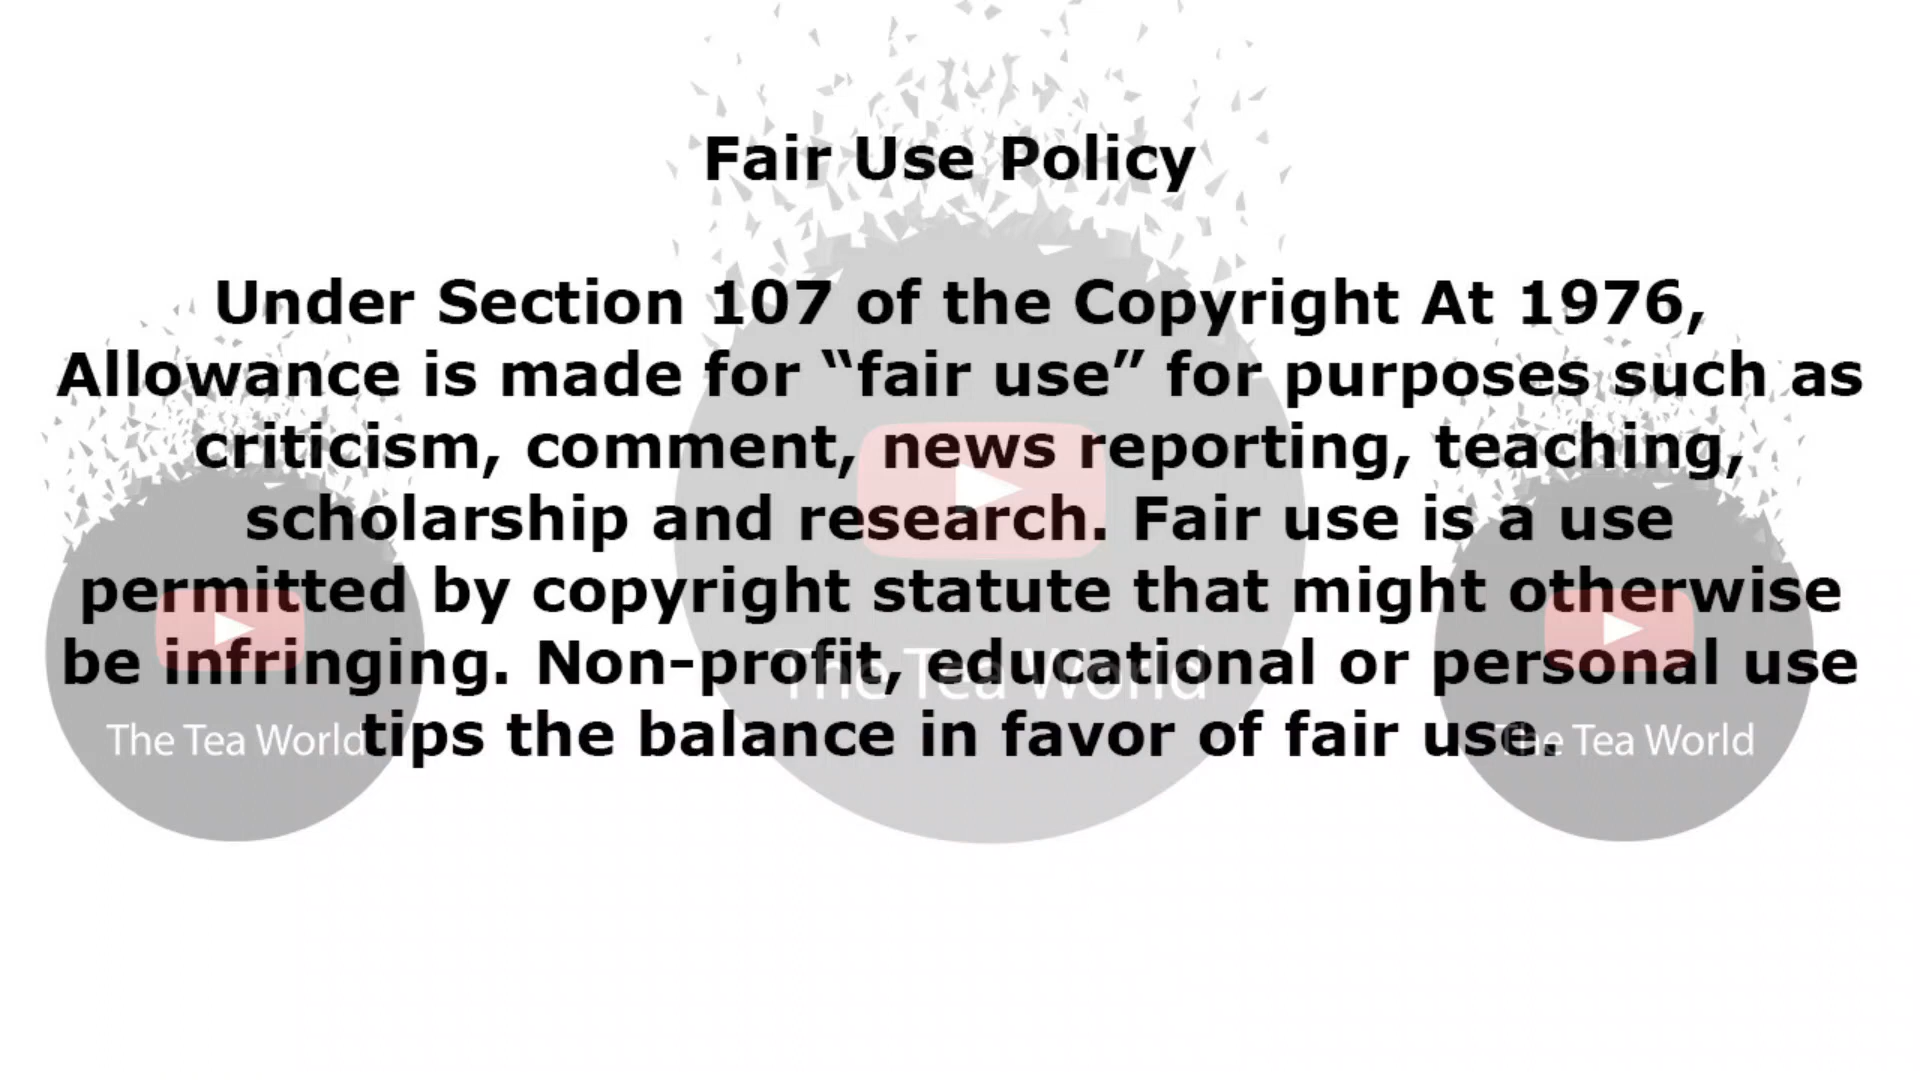 Fair Use Policy
Under Section 107 of the Copyright At 1976,
Allowance is made for “fair use” for purposes such as
criticism, comment, news reporting, teaching,
scholarship and research. Fair use is a use
permitted by copyright statute that might otherwise
be infringing. Non-profit, educational or personal use
tips the balance in favor of fair use.
The Tea World
The Tea World
The Tea World